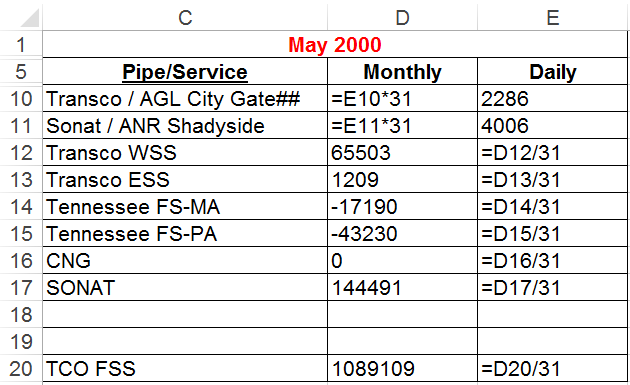 C D E
1 May 2000
5 Pipe/Service Monthly Daily
10 Transco / AGL City Gate## =E10*31 2286
11 Sonat / ANR Shadyside =E11*31 4006
12 Transco WSS 65503 =D12/31
13 Transco ESS 1209 =D13/31
14 Tennessee FS-MA -17190 =D14/31
15 Tennessee FS-PA -43230 =D15/31
16 CNG 0 =D16/31
17 SONAT 144491 =D17/31
18
19
20 TCO FSS 1089109 =D20/31